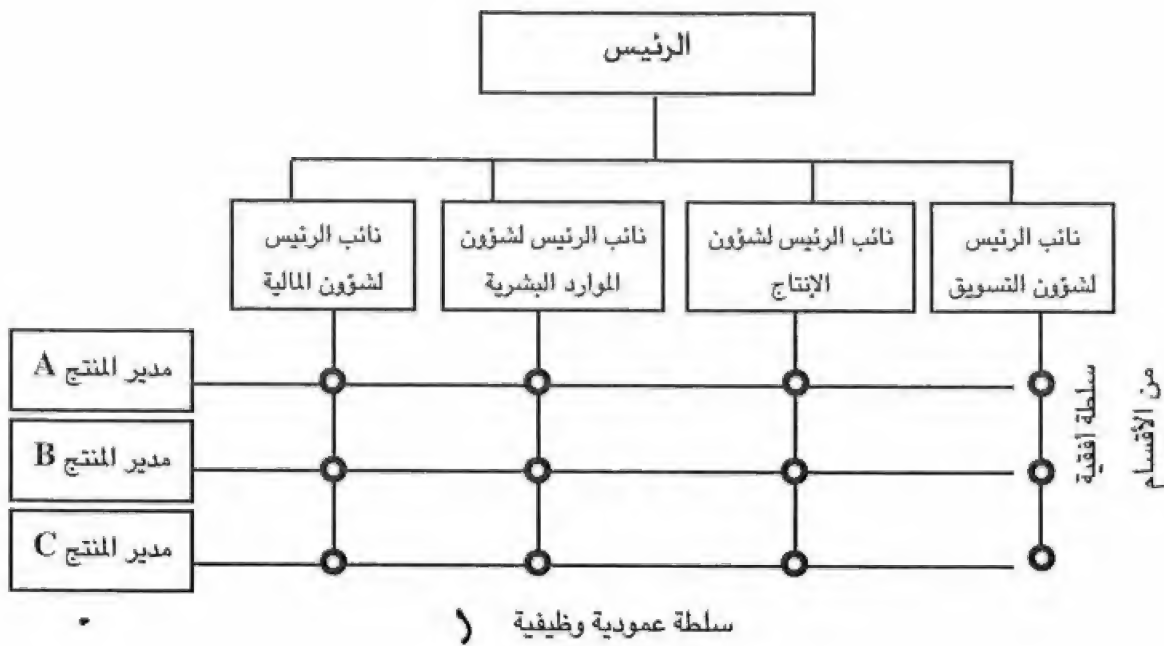 الرئيس
نائب الرئيس
لشؤون التسويق
نائب الرئيس لشؤون
الإنتاج
نائب الرئيس لشؤون
الموارد البشرية
نائب الرئيس
لشؤون المالية
مدير المنتج A
مدير المنتج B
مدير المنتج C
سلطة افقية
من الأقسام
سلطة عمودية وظيفية (